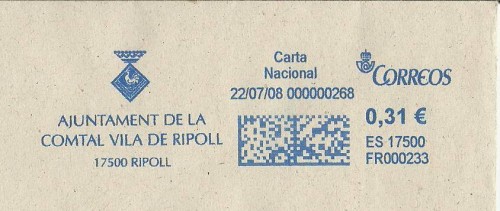 AJUNTAMENT DE LA
COMTAL VILA DE RIPOLL
17500 RIPOLL
Carta
Nacional
22/07/08 000000268
CORREOS
0,31 €
ES 17500
FR000233